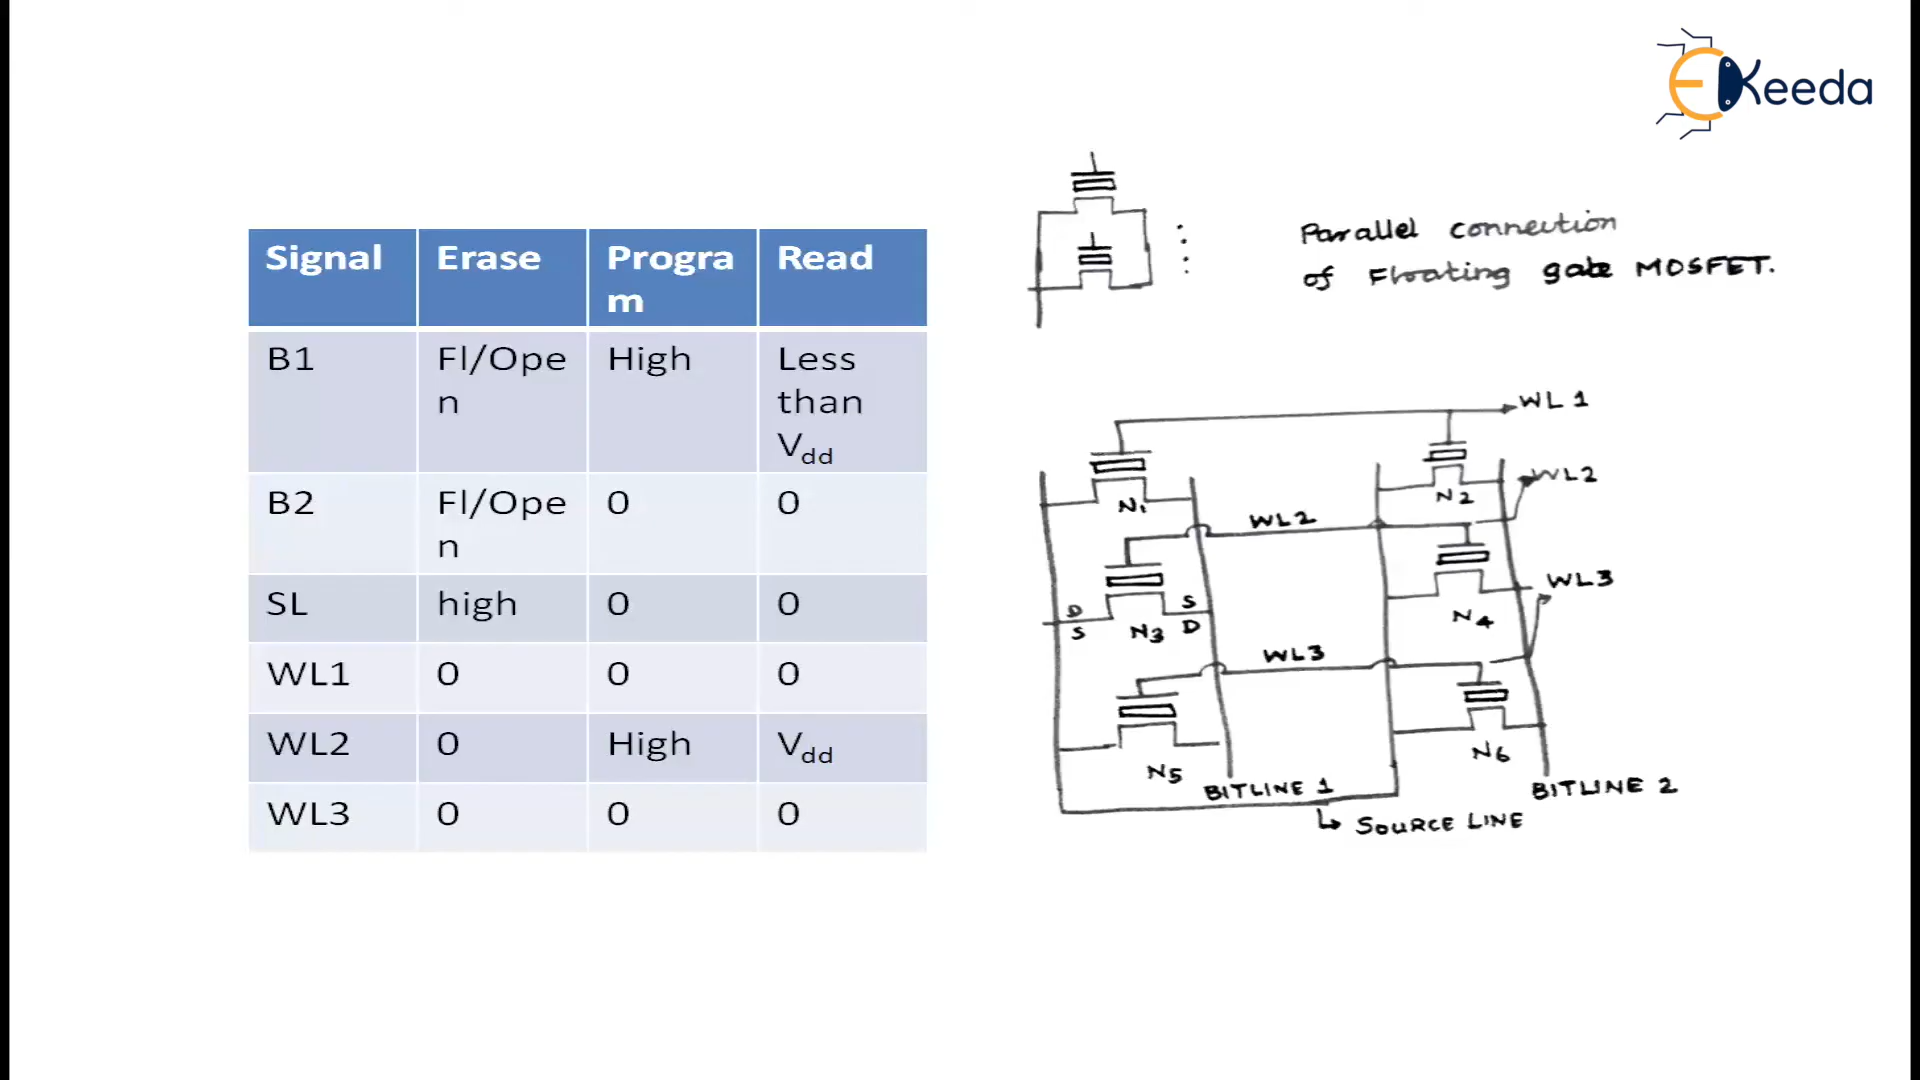 EKeeda
Signal Erase Progra Read
m
B1 Fl/Ope High Less
n than
Vdd
B2 Fl/Ope 0 0
n
SL high 0 0
WL1 0 0 0
WL2 0 High Vdd
WL3 0 0 0
Parallel connection
of Floating gate MOSFET.
WL 1
WL2
N1
N2
WL2
WL3
D
S
S
D
N3
N4
WL3
N5
N6
BITLINE 1
BITLINE 2
SOURCE LINE